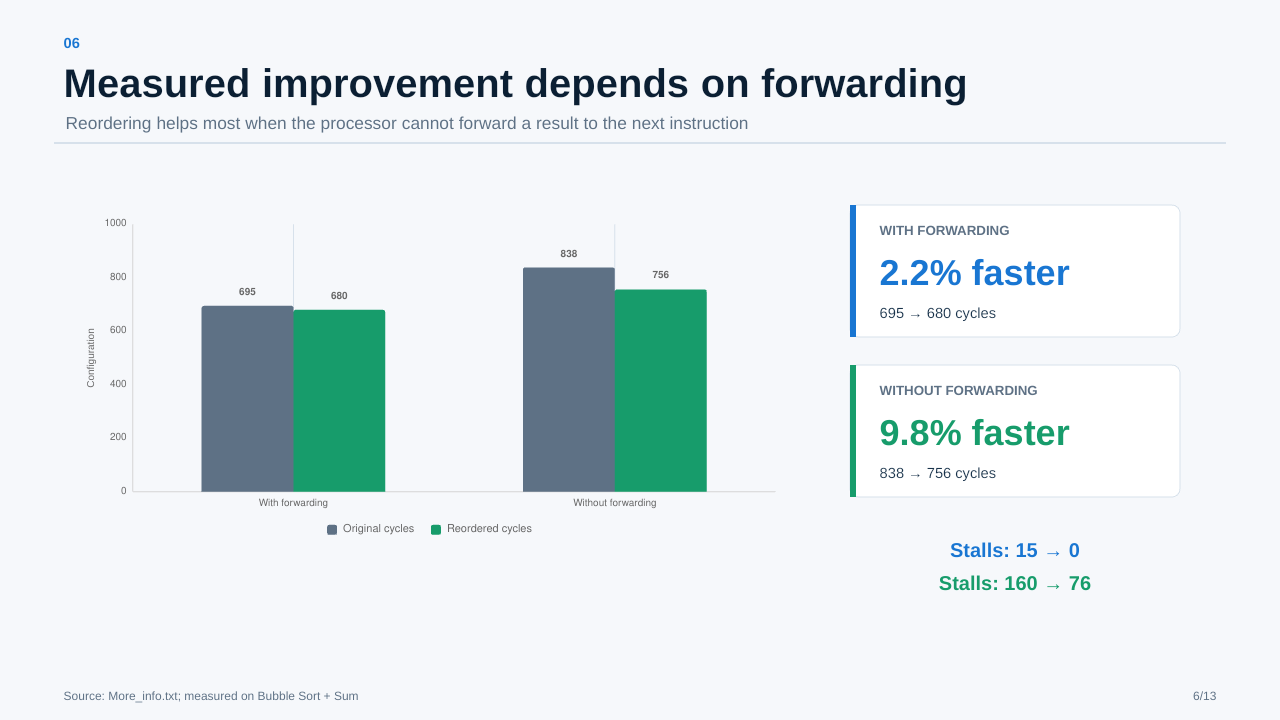 06
Measured improvement depends on forwarding
Reordering helps most when the processor cannot forward a result to the next instruction
1000
800
600
400
200
0
Configuration
695
680
838
756
With forwarding
Without forwarding
Original cycles
Reordered cycles
WITH FORWARDING
2.2% faster
695 → 680 cycles
WITHOUT FORWARDING
9.8% faster
838 → 756 cycles
Stalls: 15 → 0
Stalls: 160 → 76
Source: More_info.txt; measured on Bubble Sort + Sum
6/13